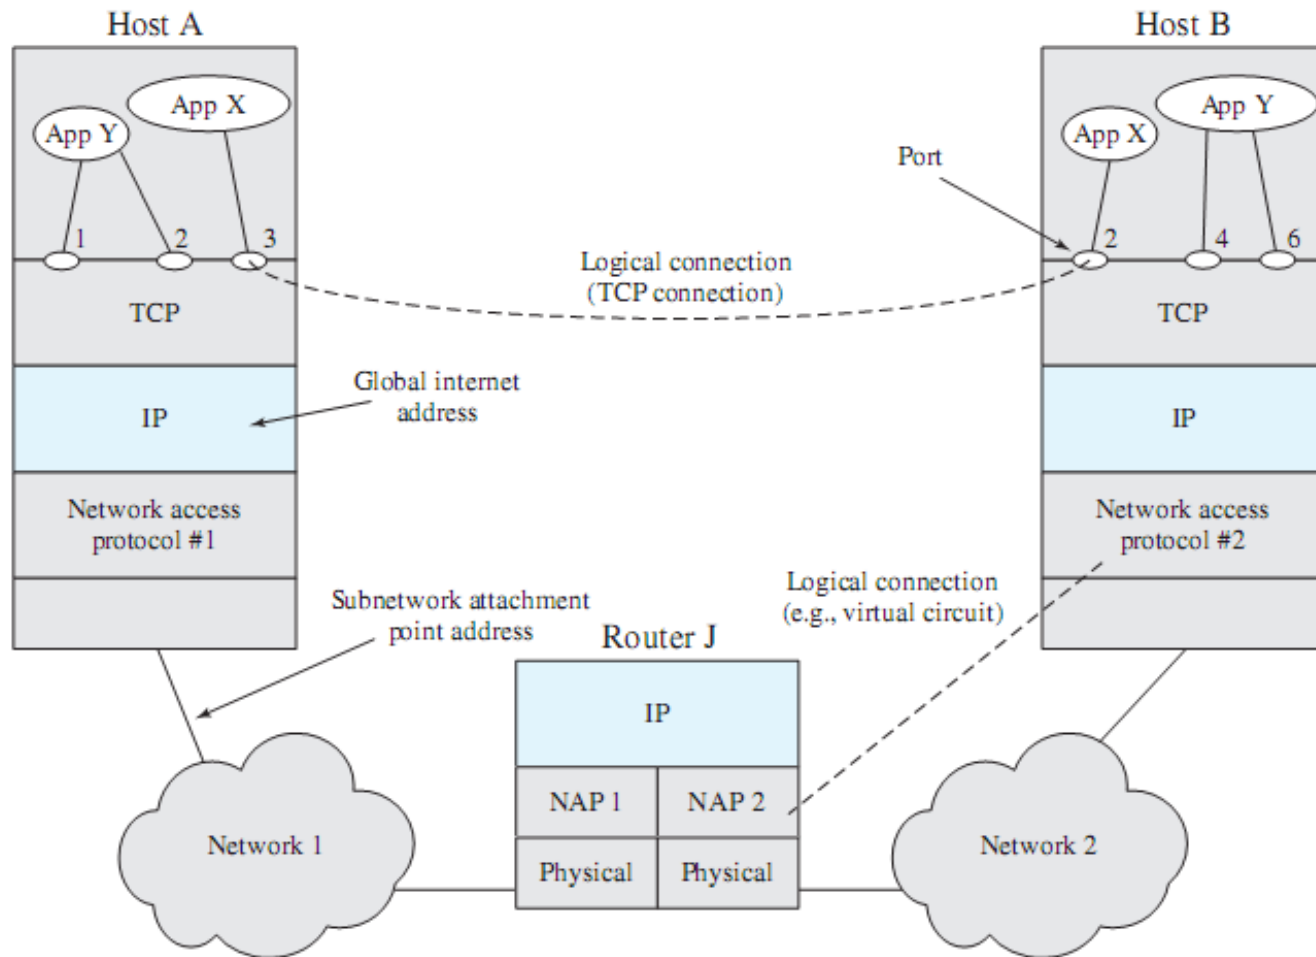 Host A
Host B
App X
App Y
App Y
App X
Port
1
2
3
2
4
6
Logical connection
(TCP connection)
TCP
TCP
Global internet
address
IP
IP
Network access
protocol #1
Network access
protocol #2
Logical connection
(e.g., virtual circuit)
Subnetwork attachment
point address
Router J
IP
NAP 1
NAP 2
Network 1
Network 2
Physical
Physical